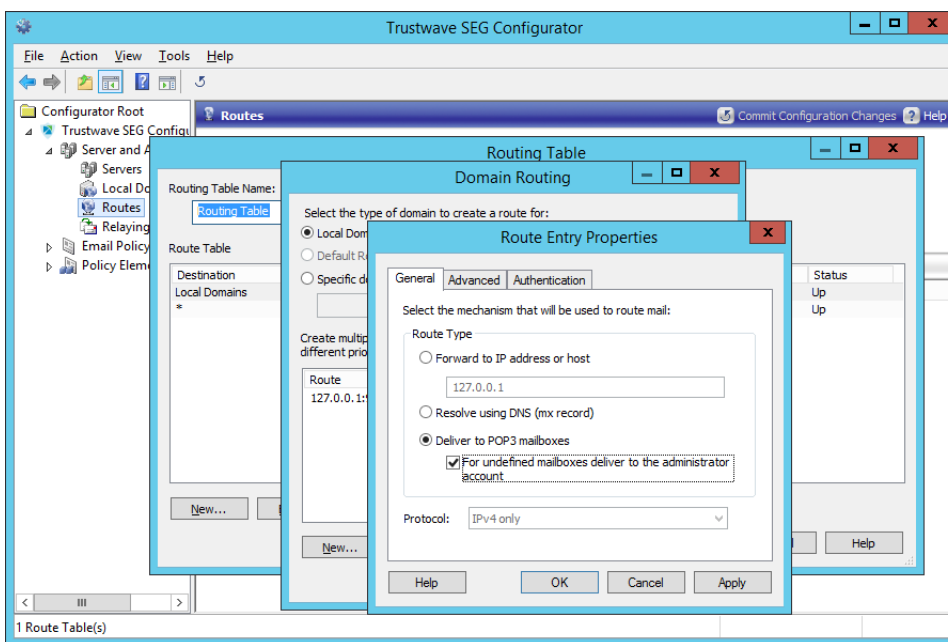 Trustwave SEG Configurator
File Action View Tools Help
Configurator Root
Trustwave SEG Configu
Server and A
Servers
Local Do
Routes
Relaying
Email Policy
Policy Eleme
Routes
Commit Configuration Changes Help
Routing Table
Routing Table Name:
Routing Table
Route Table
Destination
Local Domains
*
Status
Up
Up
New...
Help
Domain Routing
Select the type of domain to create a route for:
Local Dom
Default R
Specific d
Create multip
different prio
Route
127.0.0.1:
New...
Route Entry Properties
General Advanced Authentication
Select the mechanism that will be used to route mail:
Route Type
Forward to IP address or host
127.0.0.1
Resolve using DNS (mx record)
Deliver to POP3 mailboxes
For undefined mailboxes deliver to the administrator
account
Protocol: IPv4 only
Help OK Cancel Apply
1 Route Table(s)